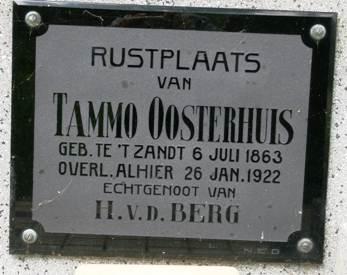 RUSTPLAATS
VAN
TAMMO OOSTERHUIS
GEB. TE 'T ZANDT 6 JULI 1863
OVERL. ALHIER 26 JAN. 1922
ECHTGENOOT VAN
H. v. d. BERG
N.E.D